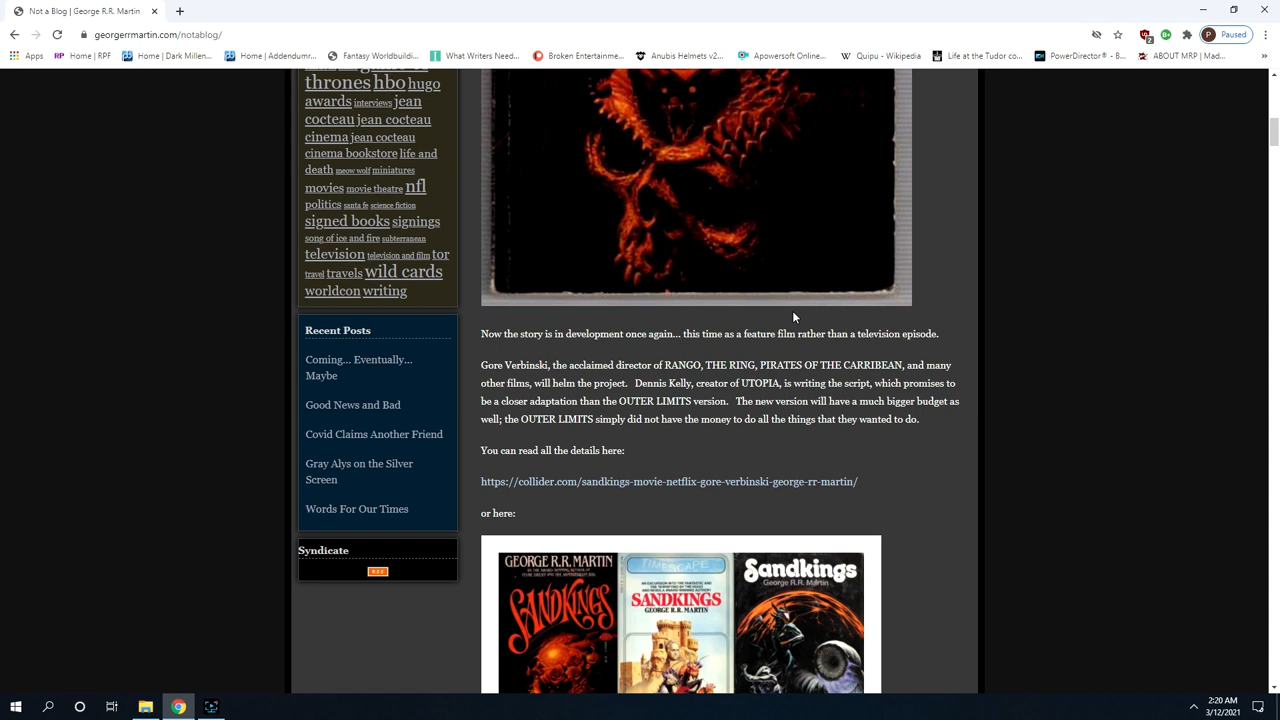 Not a Blog | George R.R. Martin
georgerrmartin.com/notablog/
Paused
Apps
Home | RPF
Home | Dark Millen...
Home | Addendumr...
Fantasy Worldbuildi...
What Writers Need...
Broken Entertainme...
Anubis Helmets v2...
Apowersoft Online...
Quipu - Wikipedia
Life at the Tudor co...
PowerDirector® - B...
ABOUT MRP | Mad...
thrones hbo hugo
awards interviews jean
cocteau jean cocteau
cinema jean cocteau
cinema bookstore life and
death meow wolf miniatures
movies movie theatre nfl
politics santa fe science fiction
signed books signings
song of ice and fire subterranean
television television and film tor
travel travels wild cards
worldcon writing
Recent Posts
Coming... Eventually...
Maybe
Good News and Bad
Covid Claims Another Friend
Gray Alys on the Silver
Screen
Words For Our Times
Syndicate
RSS
Now the story is in development once again... this time as a feature film rather than a television episode.
Gore Verbinski, the acclaimed director of RANGO, THE RING, PIRATES OF THE CARRIBEAN, and many
other films, will helm the project. Dennis Kelly, creator of UTOPIA, is writing the script, which promises to
be a closer adaptation than the OUTER LIMITS version. The new version will have a much bigger budget as
well; the OUTER LIMITS simply did not have the money to do all the things that they wanted to do.
You can read all the details here:
https://collider.com/sandkings-movie-netflix-gore-verbinski-george-rr-martin/
or here:
GEORGE R.R. MARTIN
SANDKINGS
TIMESCAPE
SANDKINGS
GEORGE R.R. MARTIN
Sandkings
George R.R. Martin
2:20 AM
3/12/2021